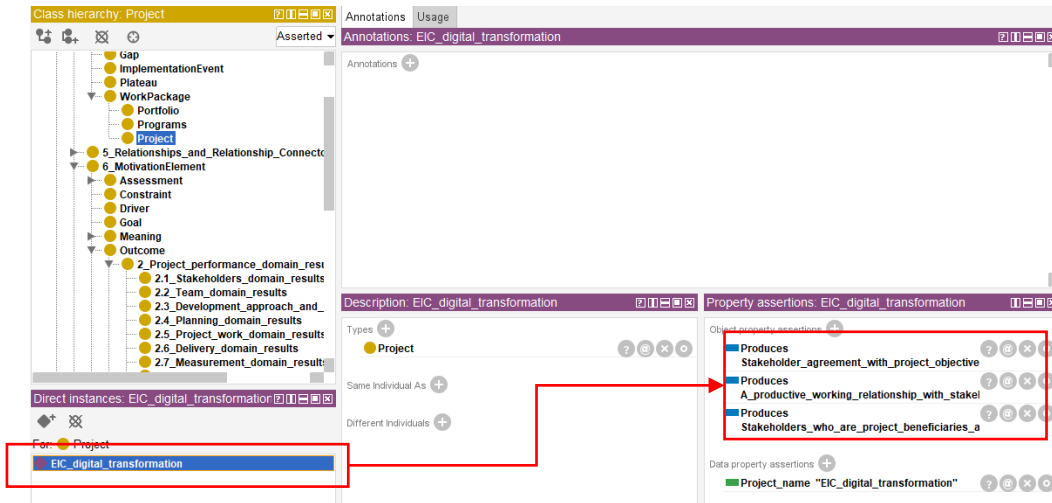 Class hierarchy: Project
Asserted
Gap
ImplementationEvent
Plateau
WorkPackage
Portfolio
Programs
Project
5_Relationships_and_Relationship_Connecto
6_MotivationElement
Assessment
Constraint
Driver
Goal
Meaning
Outcome
2_Project_performance_domain_resu
2.1_Stakeholders_domain_results
2.2_Team_domain_results
2.3_Development_approach_and_
2.4_Planning_domain_results
2.5_Project_work_domain_results
2.6_Delivery_domain_results
2.7_Measurement_domain_results
Direct instances: EIC_digital_transformation
For: Project
EIC_digital_transformation
Annotations Usage
Annotations: EIC_digital_transformation
Annotations
Description: EIC_digital_transformation
Types
Project
Same Individual As
Different Individuals
Property assertions: EIC_digital_transformation
Object property assertions
Produces
Stakeholder_agreement_with_project_objective
Produces
A_productive_working_relationship_with_stakel
Produces
Stakeholders_who_are_project_beneficiaries_a
Data property assertions
Project_name "EIC_digital_transformation"